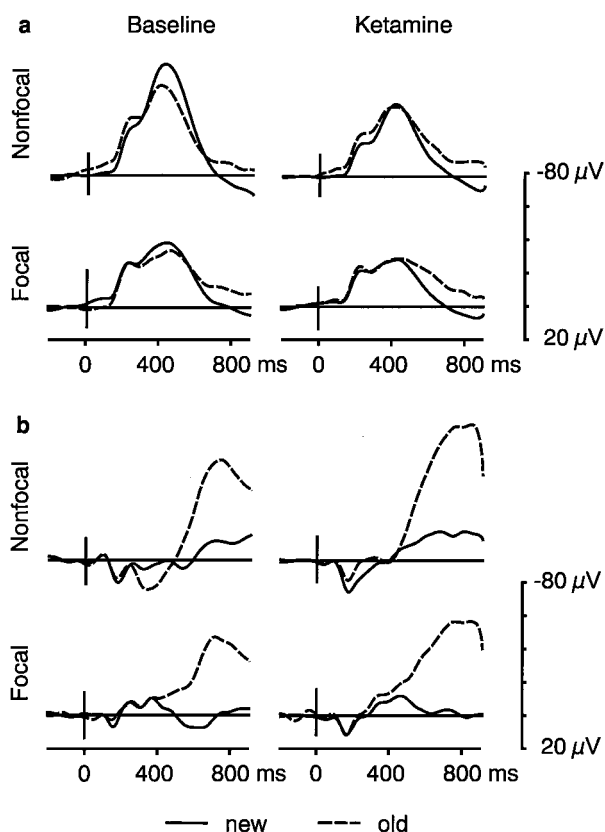 a Baseline Ketamine
Nonfocal
-80 µV
Focal
20 µV
0 400 800 ms 0 400 800 ms
b
Nonfocal
-80 µV
Focal
20 µV
0 400 800 ms 0 400 800 ms
new old